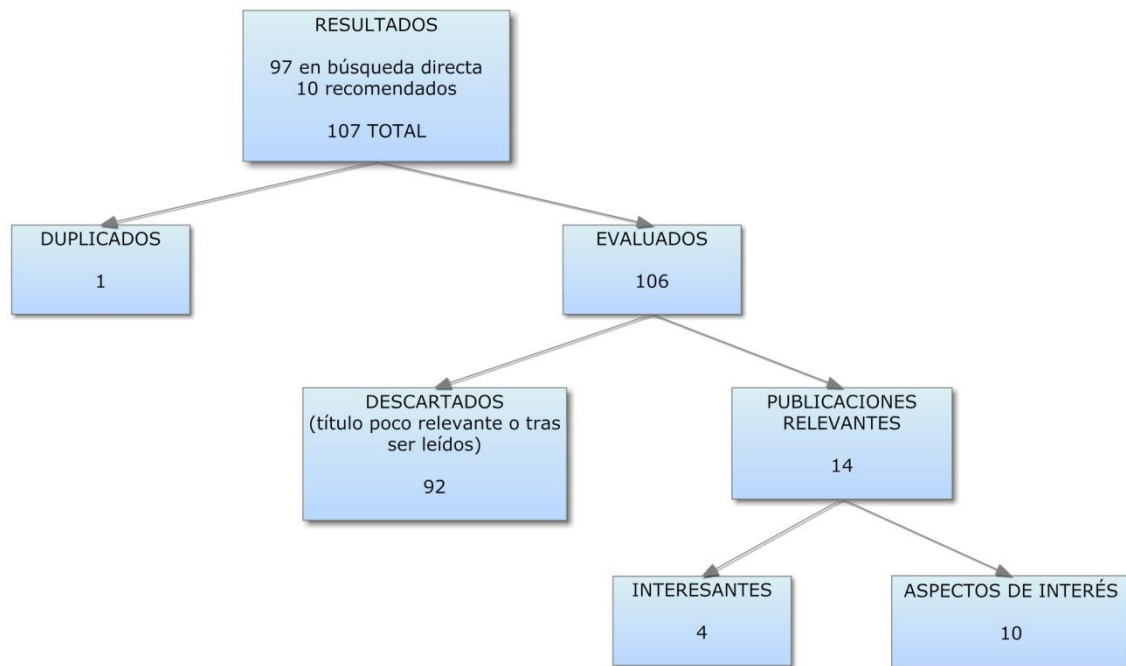 RESULTADOS
97 en búsqueda directa
10 recomendados
107 TOTAL
DUPLICADOS
1
EVALUADOS
106
DESCARTADOS
(título poco relevante o tras
ser leídos)
92
PUBLICACIONES
RELEVANTES
14
INTERESANTES
4
ASPECTOS DE INTERÉS
10